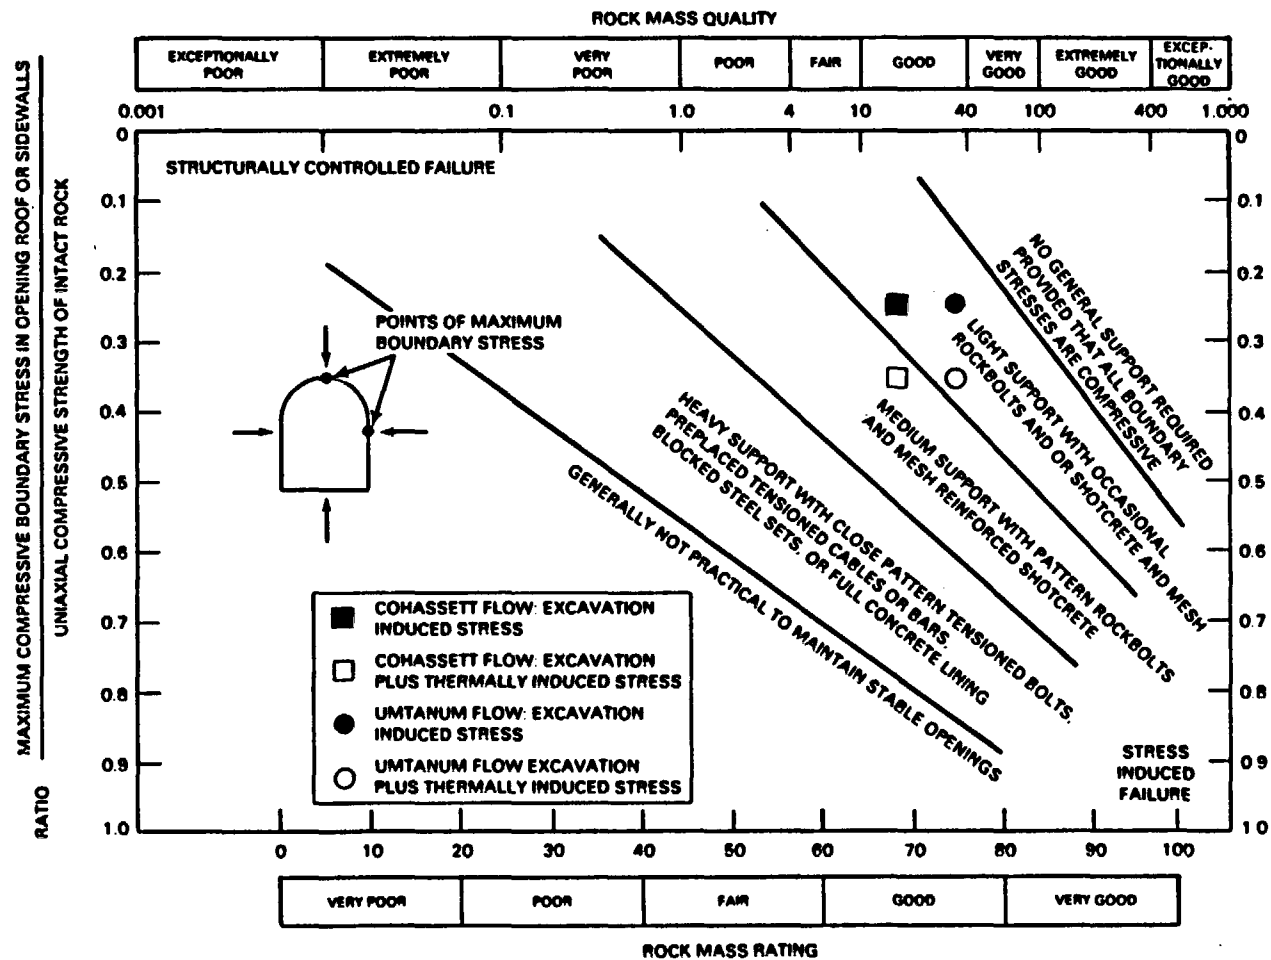 ROCK MASS QUALITY
EXCEPTIONALLY
POOR
EXTREMELY
POOR
VERY
POOR
POOR
FAIR
GOOD
VERY
GOOD
EXTREMELY
GOOD
EXCEP-
TIONALLY
GOOD
0.001 0.1 1.0 4 10 40 100 400 1.000
0 0
STRUCTURALLY CONTROLLED FAILURE
0.1 0.1
0.2 0.2
0.3 0.3
0.4 0.4
0.5 0.5
0.6 0.6
0.7 0.7
0.8 0.8
0.9 0 9
1.0 1 0
RATIO
MAXIMUM COMPRESSIVE BOUNDARY STRESS IN OPENING ROOF OR SIDEWALLS
UNIAXIAL COMPRESSIVE STRENGTH OF INTACT ROCK
POINTS OF MAXIMUM
BOUNDARY STRESS
NO GENERAL SUPPORT REQUIRED
PROVIDED THAT ALL BOUNDARY
STRESSES ARE COMPRESSIVE
LIGHT SUPPORT WITH OCCASIONAL
ROCKBOLTS AND OR SHOTCRETE AND MESH
MEDIUM SUPPORT WITH PATTERN ROCKBOLTS
AND MESH REINFORCED SHOTCRETE
HEAVY SUPPORT WITH CLOSE PATTERN TENSIONED BOLTS,
PREPLACED TENSIONED CABLES OR BARS,
BLOCKED STEEL SETS, OR FULL CONCRETE LINING
GENERALLY NOT PRACTICAL TO MAINTAIN STABLE OPENINGS
COHASSETT FLOW: EXCAVATION
INDUCED STRESS
COHASSETT FLOW: EXCAVATION
PLUS THERMALLY INDUCED STRESS
UMTANUM FLOW: EXCAVATION
INDUCED STRESS
UMTANUM FLOW EXCAVATION
PLUS THERMALLY INDUCED STRESS
STRESS
INDUCED
FAILURE
0 10 20 30 40 50 60 70 80 90 100
VERY POOR POOR FAIR GOOD VERY GOOD
ROCK MASS RATING